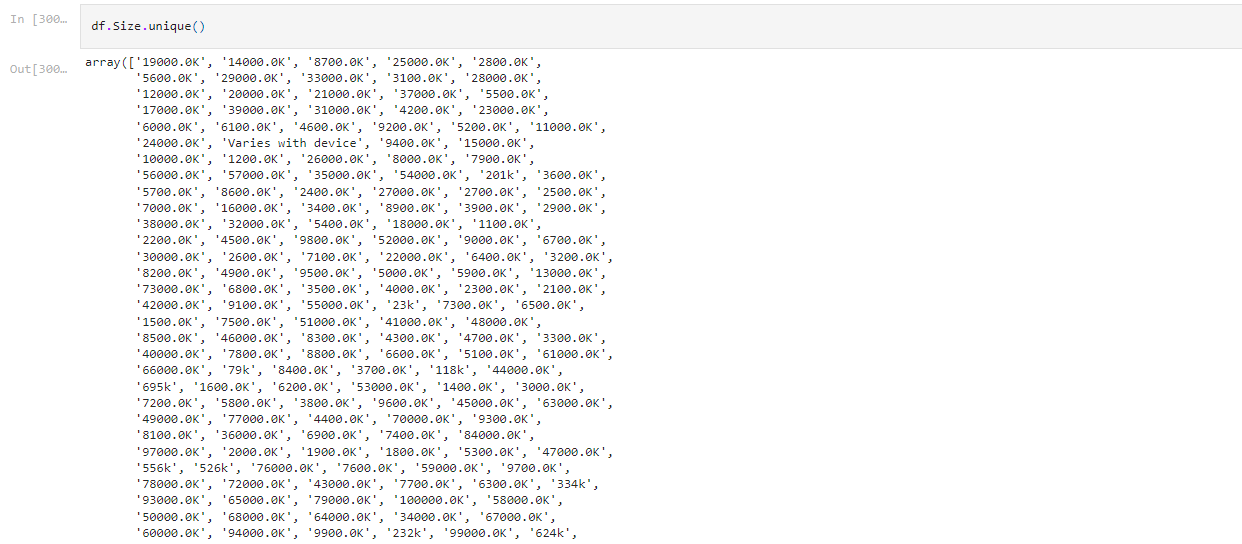 In [300…
df.Size.unique()
Out[300…
array(['19000.0K', '14000.0K', '8700.0K', '25000.0K', '2800.0K',
'5600.0K', '29000.0K', '33000.0K', '3100.0K', '28000.0K',
'12000.0K', '20000.0K', '21000.0K', '37000.0K', '5500.0K',
'17000.0K', '39000.0K', '31000.0K', '4200.0K', '23000.0K',
'6000.0K', '6100.0K', '4600.0K', '9200.0K', '5200.0K', '11000.0K',
'24000.0K', 'Varies with device', '9400.0K', '15000.0K',
'10000.0K', '1200.0K', '26000.0K', '8000.0K', '7900.0K',
'56000.0K', '57000.0K', '35000.0K', '54000.0K', '201k', '3600.0K',
'5700.0K', '8600.0K', '2400.0K', '27000.0K', '2700.0K', '2500.0K',
'7000.0K', '16000.0K', '3400.0K', '8900.0K', '3900.0K', '2900.0K',
'38000.0K', '32000.0K', '5400.0K', '18000.0K', '1100.0K',
'2200.0K', '4500.0K', '9800.0K', '52000.0K', '9000.0K', '6700.0K',
'30000.0K', '2600.0K', '7100.0K', '22000.0K', '6400.0K', '3200.0K',
'8200.0K', '4900.0K', '9500.0K', '5000.0K', '5900.0K', '13000.0K',
'73000.0K', '6800.0K', '3500.0K', '4000.0K', '2300.0K', '2100.0K',
'42000.0K', '9100.0K', '55000.0K', '23k', '7300.0K', '6500.0K',
'1500.0K', '7500.0K', '51000.0K', '41000.0K', '48000.0K',
'8500.0K', '46000.0K', '8300.0K', '4300.0K', '4700.0K', '3300.0K',
'40000.0K', '7800.0K', '8800.0K', '6600.0K', '5100.0K', '61000.0K',
'66000.0K', '79k', '8400.0K', '3700.0K', '118k', '44000.0K',
'695k', '1600.0K', '6200.0K', '53000.0K', '1400.0K', '3000.0K',
'7200.0K', '5800.0K', '3800.0K', '9600.0K', '45000.0K', '63000.0K',
'49000.0K', '77000.0K', '4400.0K', '70000.0K', '9300.0K',
'8100.0K', '36000.0K', '6900.0K', '7400.0K', '84000.0K',
'97000.0K', '2000.0K', '1900.0K', '1800.0K', '5300.0K', '47000.0K',
'556k', '526k', '76000.0K', '7600.0K', '59000.0K', '9700.0K',
'78000.0K', '72000.0K', '43000.0K', '7700.0K', '6300.0K', '334k',
'93000.0K', '65000.0K', '79000.0K', '100000.0K', '58000.0K',
'50000.0K', '68000.0K', '64000.0K', '34000.0K', '67000.0K',
'60000.0K', '94000.0K', '9900.0K', '232k', '99000.0K', '624k',